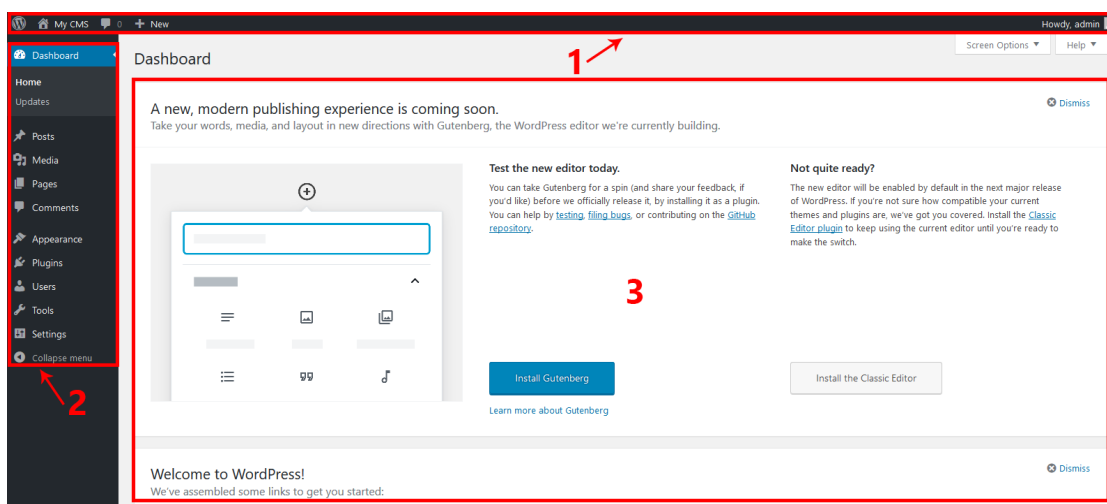 My CMS 0 New Howdy, admin
1
Dashboard
Home
Updates
Posts
Media
Pages
Comments
Appearance
Plugins
Users
Tools
Settings
Collapse menu
2
Screen Options Help
Dashboard
A new, modern publishing experience is coming soon.
Dismiss
Take your words, media, and layout in new directions with Gutenberg, the WordPress editor we're currently building.
Test the new editor today.
You can take Gutenberg for a spin (and share your feedback, if
you'd like) before we officially release it, by installing it as a plugin.
You can help by testing, filing bugs, or contributing on the GitHub
repository.
Install Gutenberg
Learn more about Gutenberg
Not quite ready?
The new editor will be enabled by default in the next major release
of WordPress. If you're not sure how compatible your current
themes and plugins are, we've got you covered. Install the Classic
Editor plugin to keep using the current editor until you're ready to
make the switch.
Install the Classic Editor
3
Welcome to WordPress!
Dismiss
We've assembled some links to get you started: